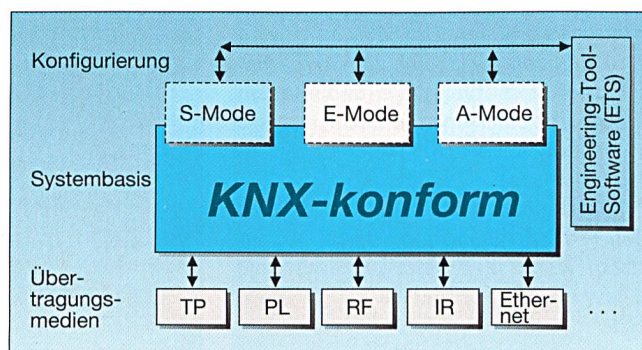 Konfigurierung
S-Mode
E-Mode
A-Mode
Engineering-Tool-
Software (ETS)
Systembasis
KNX-konform
Über-
tragungs-
medien
TP
PL
RF
IR
Ether-
net
...